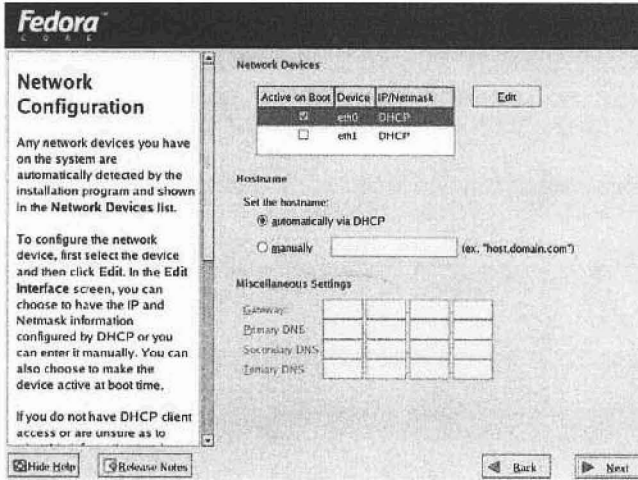 Fedora
CORE
Network
Configuration
Any network devices you have
on the system are
automatically detected by the
installation program and shown
in the Network Devices list.
To configure the network
device, first select the device
and then click Edit. In the Edit
Interface screen, you can
choose to have the IP and
Netmask information
configured by DHCP or you
can enter it manually. You can
also choose to make the
device active at boot time.
If you do not have DHCP client
access or are unsure as to
Hide Help
Release Notes
Network Devices
Active on Boot Device IP/Netmask
eth0 DHCP
eth1 DHCP
Edit
Hostname
Set the hostname:
automatically via DHCP
manually (ex. "host.domain.com")
Miscellaneous Settings
Gateway:
Primary DNS:
Secondary DNS:
Tertiary DNS:
Back
Next